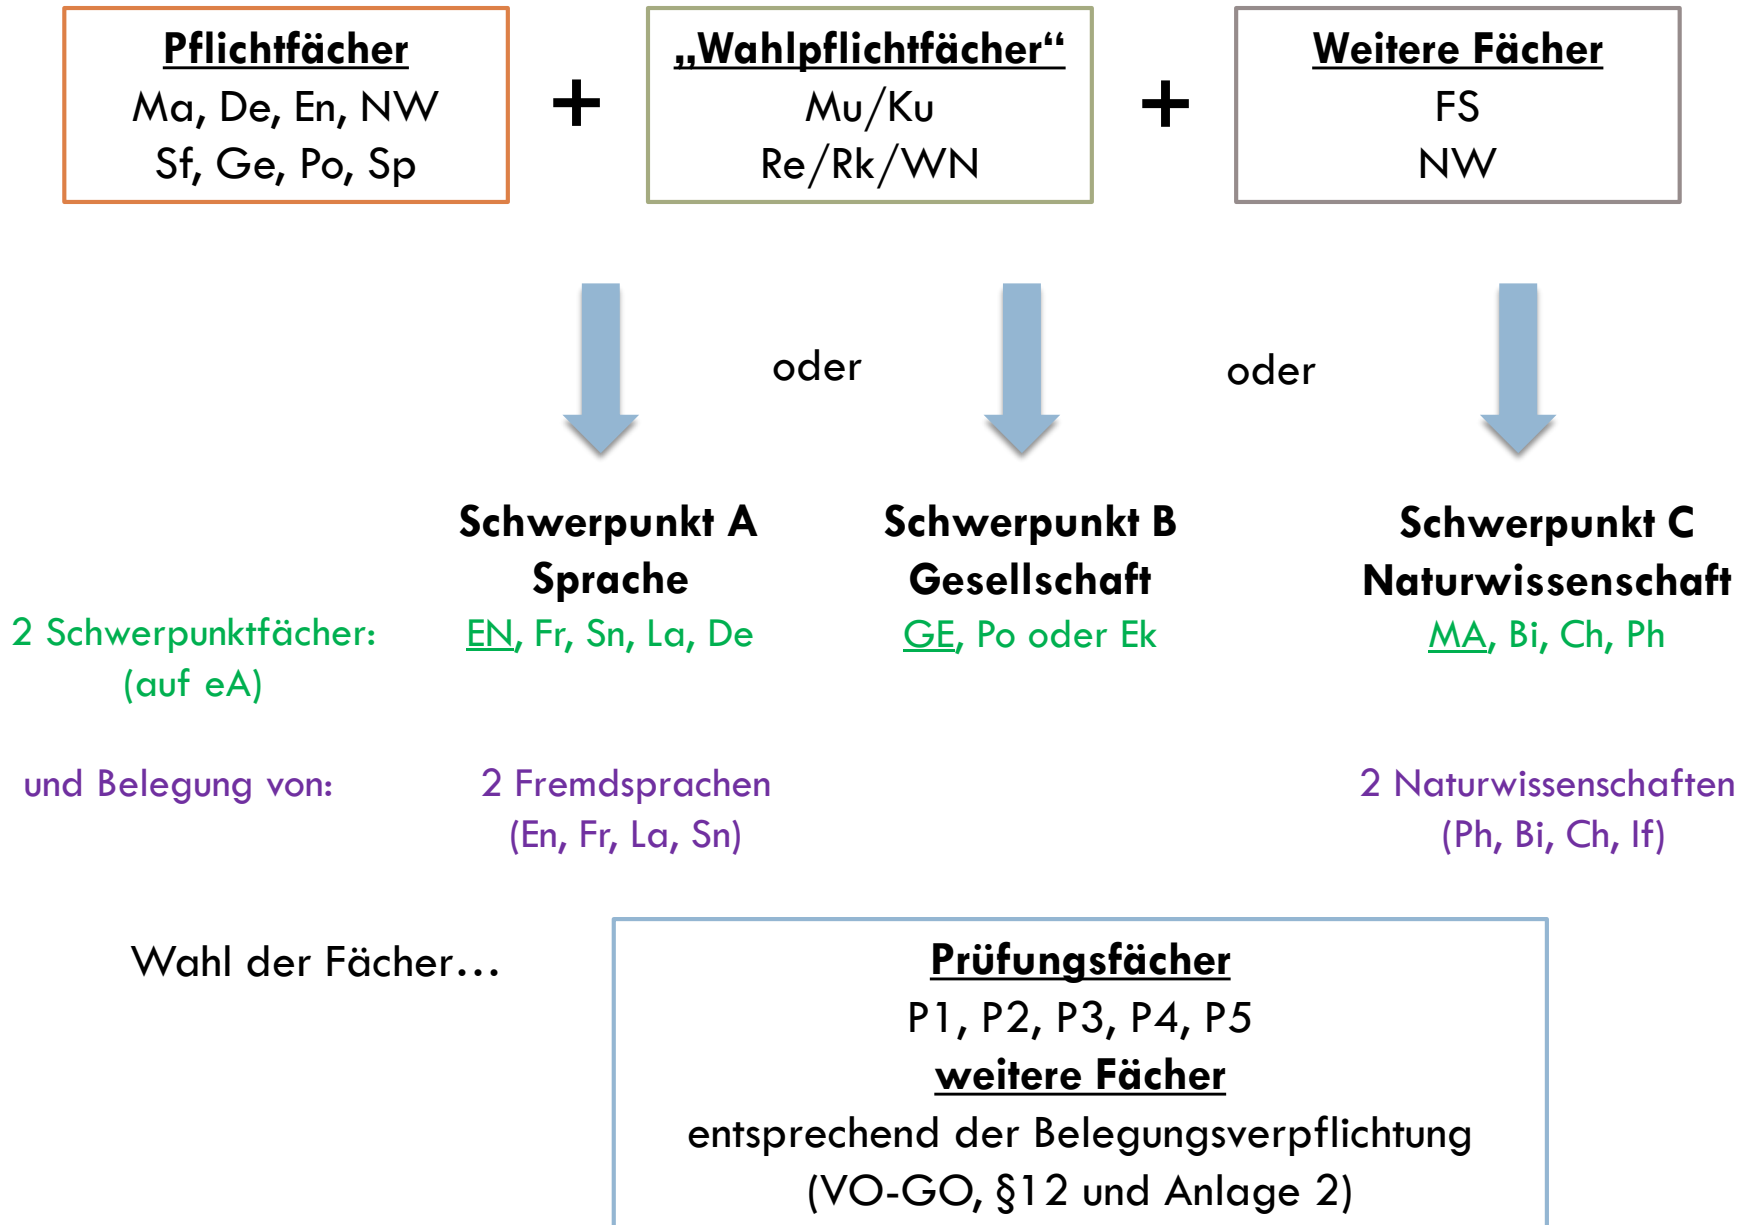 Pflichtfächer
Ma, De, En, NW
Sf, Ge, Po, Sp
+
„Wahlpflichtfächer“
Mu/Ku
Re/Rk/WN
+
Weitere Fächer
FS
NW
oder
oder
Schwerpunkt A
Sprache
Schwerpunkt B
Gesellschaft
Schwerpunkt C
Naturwissenschaft
2 Schwerpunktfächer:
(auf eA)
EN, Fr, Sn, La, De
GE, Po oder Ek
MA, Bi, Ch, Ph
und Belegung von:
2 Fremdsprachen
(En, Fr, La, Sn)
2 Naturwissenschaften
(Ph, Bi, Ch, If)
Wahl der Fächer...
Prüfungsfächer
P1, P2, P3, P4, P5
weitere Fächer
entsprechend der Belegungsverpflichtung
(VO-GO, §12 und Anlage 2)